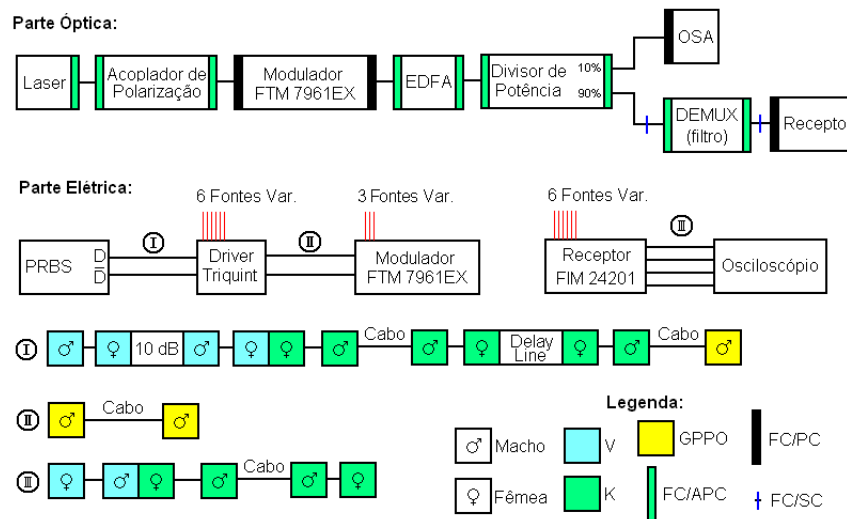 Parte Óptica:
Laser
Acoplador de
Polarização
Modulador
FTM 7961EX
EDFA
Divisor de
Potência
10%
90%
OSA
DEMUX
(filtro)
Recepto
Parte Elétrica:
6 Fontes Var.
3 Fontes Var.
6 Fontes Var.
PRBS
D
D̅
I
Driver
Triquint
II
Modulador
FTM 7961EX
Receptor
FIM 24201
III
Osciloscópio
I
♂
♀ 10 dB ♂
♀ ♀
♂
Cabo
♂
♀ Delay
Line ♀
♂
Cabo
♂
II
♂
Cabo
♂
III
♀
♂ ♀
♂
Cabo
♂
♀
Legenda:
♂ Macho
V
GPPO
FC/PC
♀ Fêmea
K
FC/APC
FC/SC